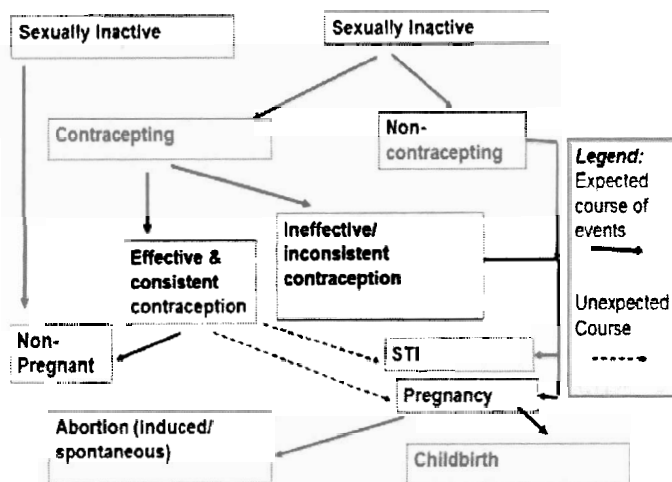 Sexually Inactive
Sexually Inactive
Contracepting
Non-
contracepting
Legend:
Expected
course of
events
Unexpected
Course
Ineffective/
inconsistent
contraception
Effective &
consistent
contraception
Non-
Pregnant
STI
Pregnancy
Abortion (induced/
spontaneous)
Childbirth